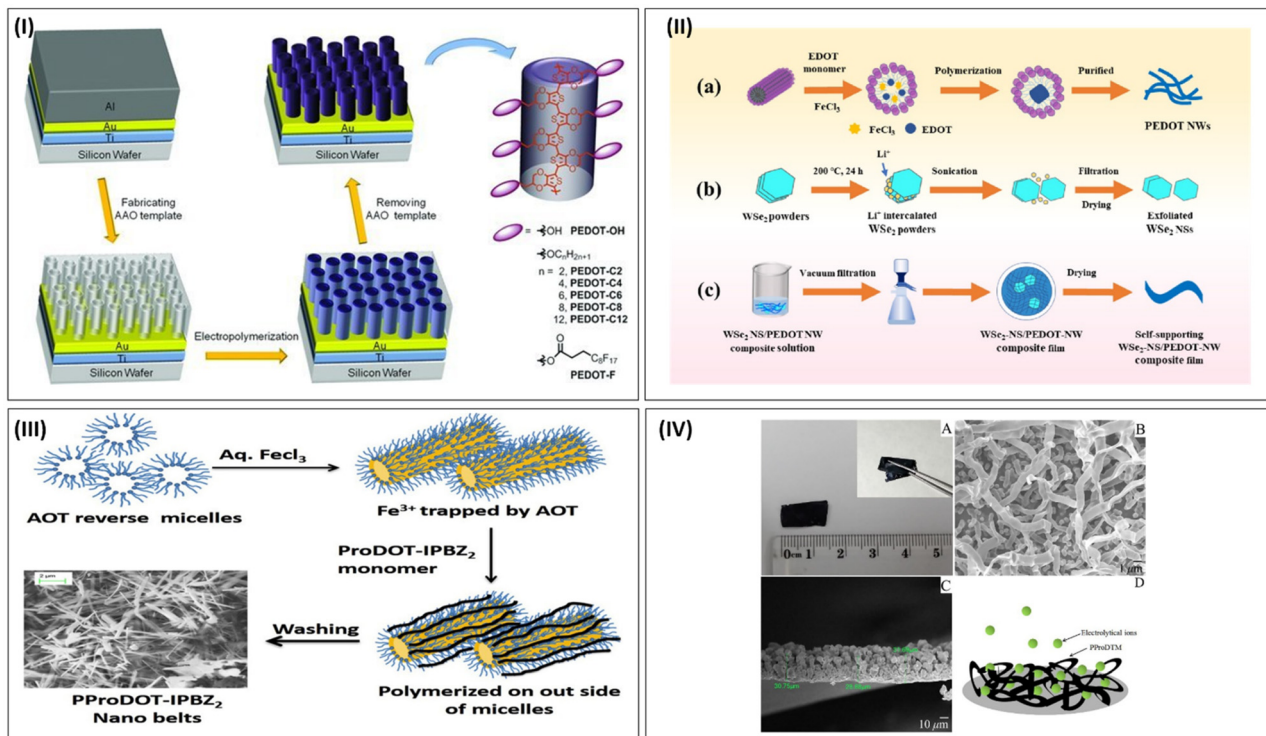 (I)
Al
Au
Ti
Silicon Wafer
Fabricating
AAO template
Au
Ti
Silicon Wafer
Electropolymerization
Au
Ti
Silicon Wafer
Removing
AAO template
Au
Ti
Silicon Wafer
= OH PEDOT-OH
OCₙH₂ₙ₊₁
n = 2, PEDOT-C2
4, PEDOT-C4
6, PEDOT-C6
8, PEDOT-C8
12, PEDOT-C12
O
O C₈F₁₇
PEDOT-F
(II)
(a)
EDOT
monomer
FeCl₃
Polymerization
Purified
FeCl₃ EDOT
PEDOT NWs
(b)
200 °C, 24 h
Li⁺
Sonication
Filtration
Drying
WSe₂ powders
Li⁺ intercalated
WSe₂ powders
Exfoliated
WSe₂ NSs
(c)
Vacuum filtration
Drying
WSe₂ NS/PEDOT NW
composite solution
WSe₂-NS/PEDOT-NW
composite film
Self-supporting
WSe₂-NS/PEDOT-NW
composite film
(III)
AOT reverse micelles
Aq. Fecl₃
Fe³⁺ trapped by AOT
ProDOT-IPBZ₂
monomer
Polymerized on out side
of micelles
Washing
2 μm
PProDOT-IPBZ₂
Nano belts
(IV)
A
0cm 1 2 3 4 5
B
1 μm
C
10 μm
D
Electrolytical ions
PProDTM